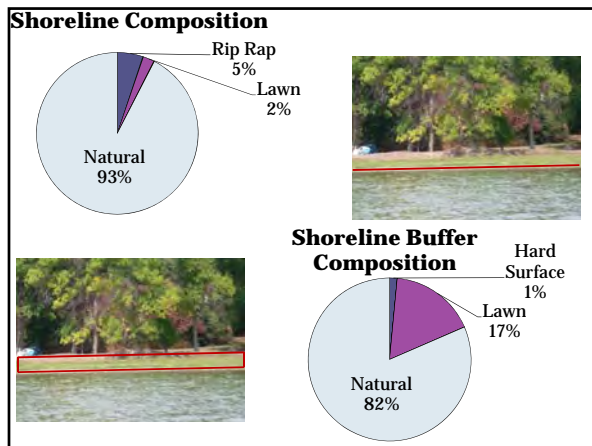 Shoreline Composition
Rip Rap
5%
Lawn
2%
Natural
93%
Shoreline Buffer
Composition
Hard
Surface
1%
Lawn
17%
Natural
82%